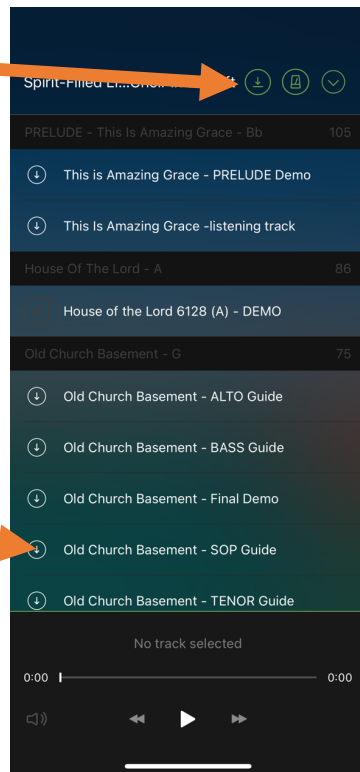 Spirit-Filled Li...Choir
PRELUDE - This Is Amazing Grace - Bb 105
This is Amazing Grace - PRELUDE Demo
This Is Amazing Grace -listening track
House Of The Lord - A 86
House of the Lord 6128 (A) - DEMO
Old Church Basement - G 75
Old Church Basement - ALTO Guide
Old Church Basement - BASS Guide
Old Church Basement - Final Demo
Old Church Basement - SOP Guide
Old Church Basement - TENOR Guide
No track selected
0:00 0:00